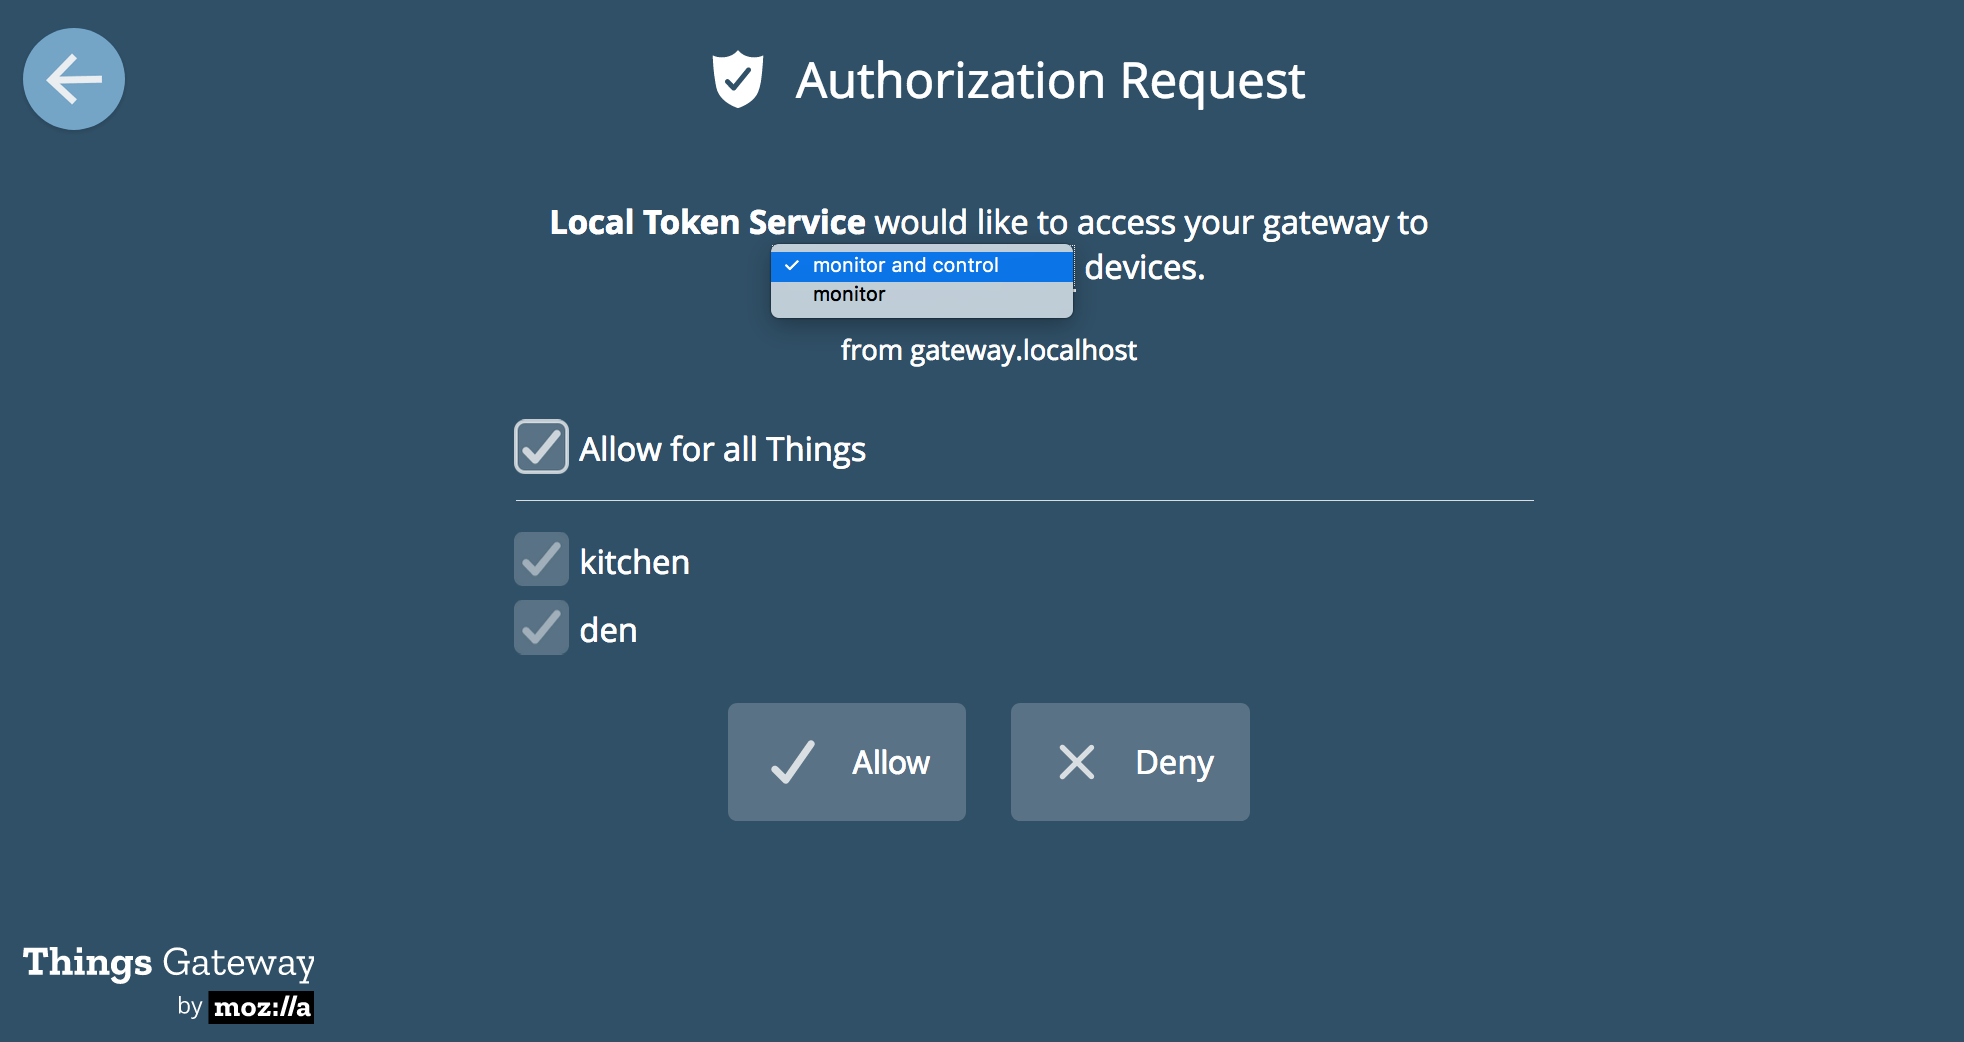 Authorization Request
Local Token Service would like to access your gateway to
monitor and control devices.
monitor
from gateway.localhost
Allow for all Things
kitchen
den
Allow Deny
Things Gateway
by moz://a